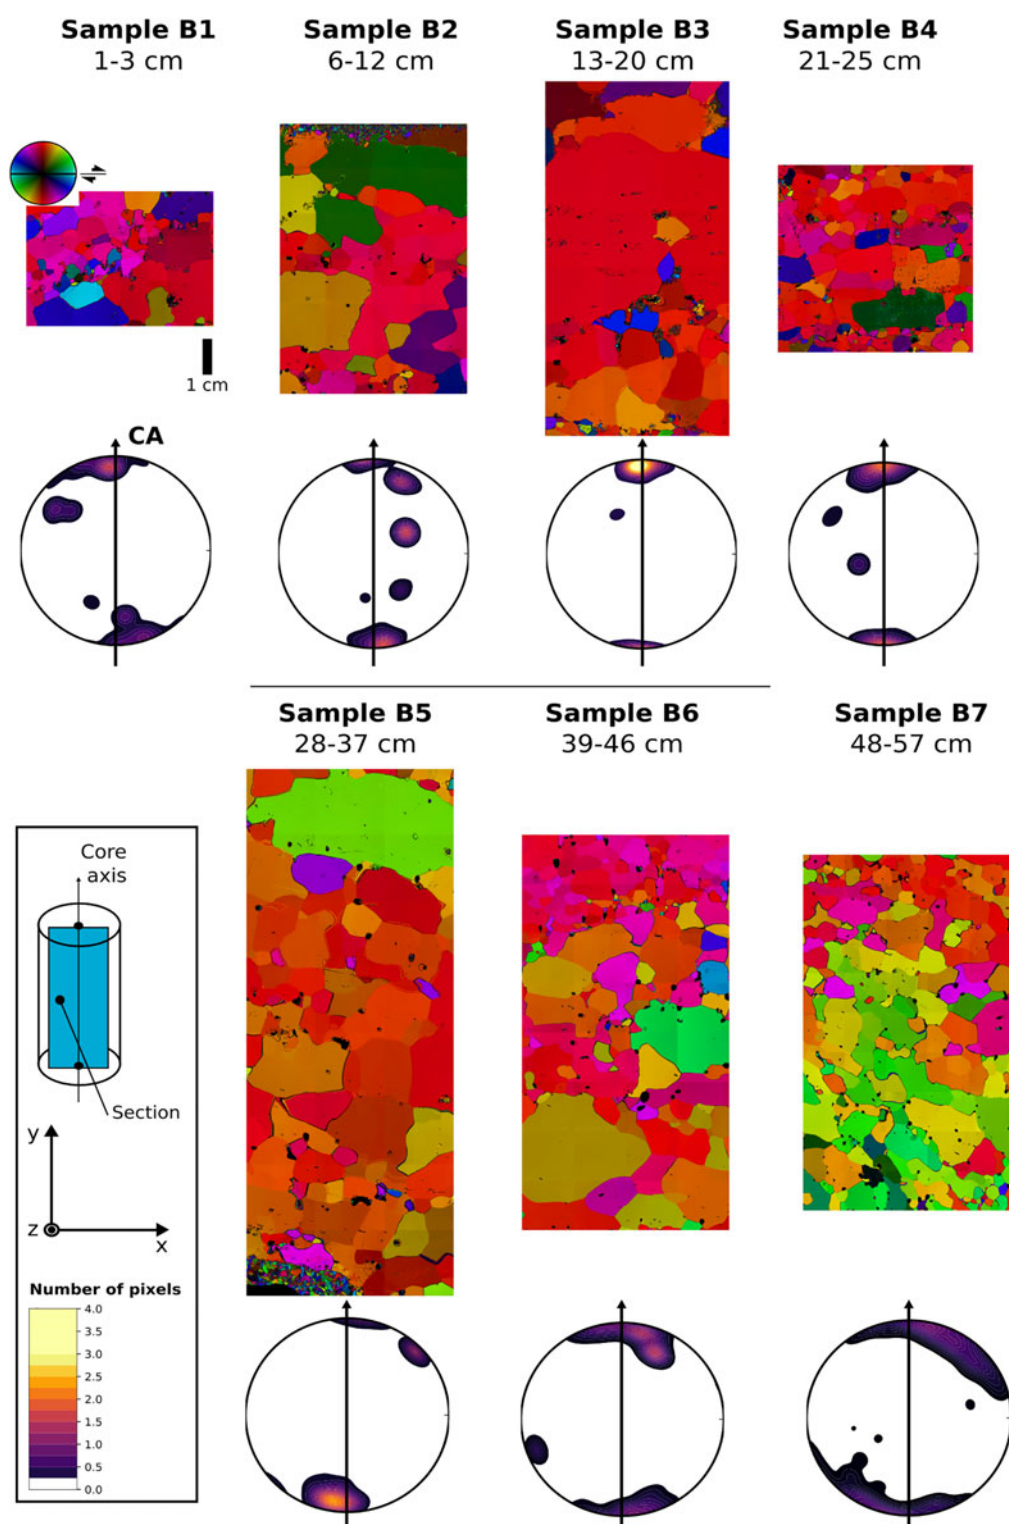 Sample B1
1-3 cm
Sample B2
6-12 cm
Sample B3
13-20 cm
Sample B4
21-25 cm
1 cm
CA
Sample B5
28-37 cm
Sample B6
39-46 cm
Sample B7
48-57 cm
Core
axis
Section
y
z
x
Number of pixels
4.0
3.5
3.0
2.5
2.0
1.5
1.0
0.5
0.0